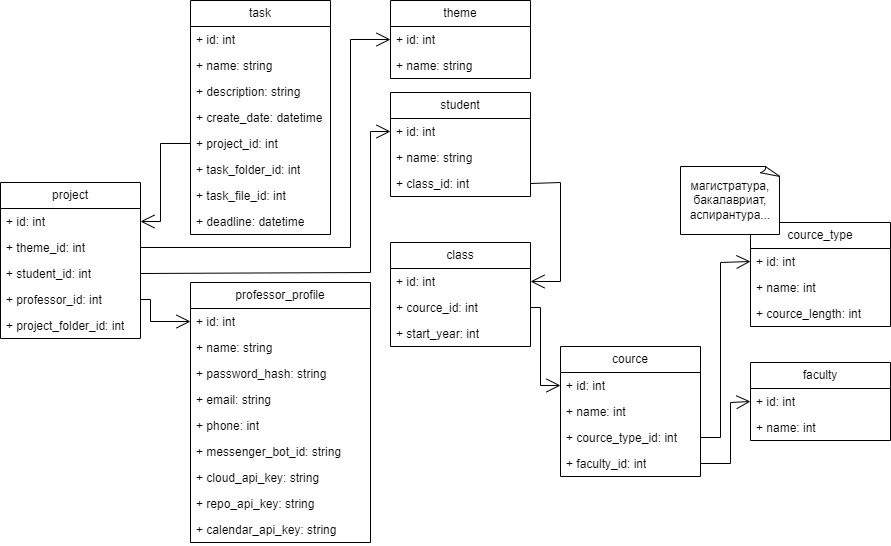 task
+ id: int
+ name: string
+ description: string
+ create_date: datetime
+ project_id: int
+ task_folder_id: int
+ task_file_id: int
+ deadline: datetime
theme
+ id: int
+ name: string
student
+ id: int
+ name: string
+ class_id: int
project
+ id: int
+ theme_id: int
+ student_id: int
+ professor_id: int
+ project_folder_id: int
professor_profile
+ id: int
+ name: string
+ password_hash: string
+ email: string
+ phone: int
+ messenger_bot_id: string
+ cloud_api_key: string
+ repo_api_key: string
+ calendar_api_key: string
class
+ id: int
+ cource_id: int
+ start_year: int
cource
+ id: int
+ name: int
+ cource_type_id: int
+ faculty_id: int
магистратура,
бакалавриат,
аспирантура...
cource_type
+ id: int
+ name: int
+ cource_length: int
faculty
+ id: int
+ name: int